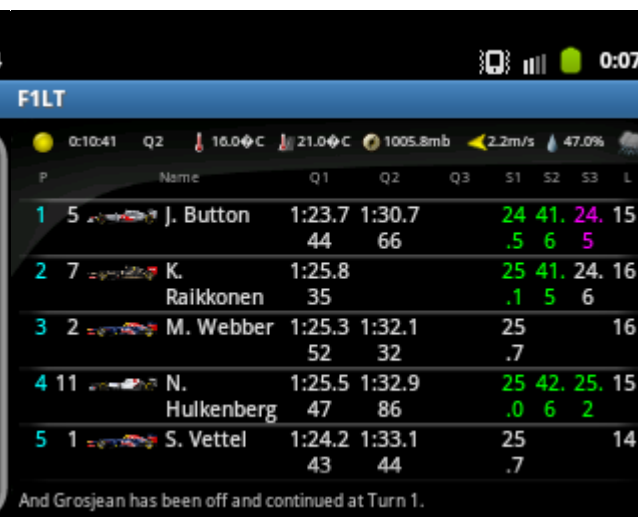 0:07
F1LT
0:10:41 Q2 16.0�C 21.0�C 1005.8mb 2.2m/s 47.0%
P Name Q1 Q2 Q3 S1 S2 S3 L
1 5 J. Button 1:23.7 1:30.7 24 41. 24. 15
44 66 .5 6 5
2 7 K. 1:25.8 25 41. 24. 16
Raikkonen 35 .1 5 6
3 2 M. Webber 1:25.3 1:32.1 25 16
52 32 .7
4 11 N. 1:25.5 1:32.9 25 42. 25. 15
Hulkenberg 47 86 .0 6 2
5 1 S. Vettel 1:24.2 1:33.1 25 14
43 44 .7
And Grosjean has been off and continued at Turn 1.